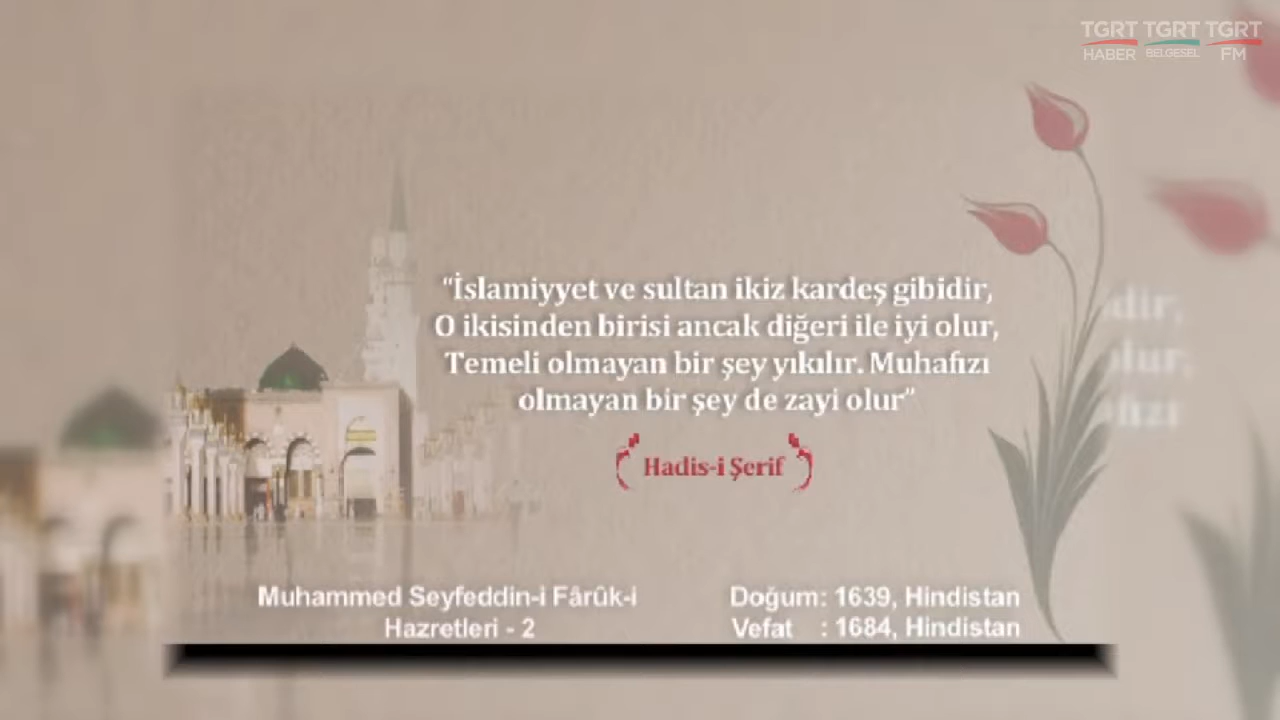 TGRT TGRT TGRT
HABER BELGESEL FM
"İslamiyyet ve sultan ikiz kardeş gibidir,
O ikisinden birisi ancak diğeri ile iyi olur,
Temeli olmayan bir şey yıkılır. Muhafızı
olmayan bir şey de zayi olur"
Hadis-i Şerif
Muhammed Seyfeddin-i Fârûk-i
Hazretleri - 2
Doğum: 1639, Hindistan
Vefat : 1684, Hindistan